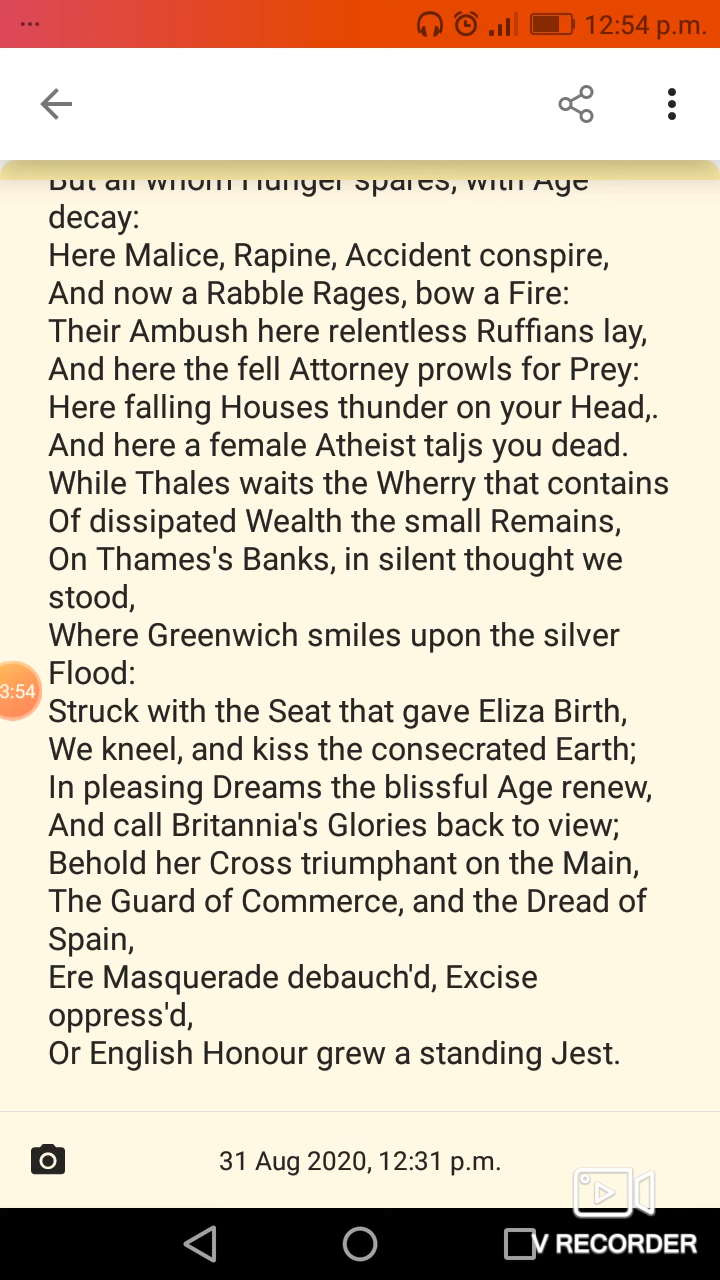 ...
12:54 p.m.
But all whom Hunger spares, with Age
decay:
Here Malice, Rapine, Accident conspire,
And now a Rabble Rages, bow a Fire:
Their Ambush here relentless Ruffians lay,
And here the fell Attorney prowls for Prey:
Here falling Houses thunder on your Head,.
And here a female Atheist taljs you dead.
While Thales waits the Wherry that contains
Of dissipated Wealth the small Remains,
On Thames's Banks, in silent thought we
stood,
Where Greenwich smiles upon the silver
Flood:
3:54
Struck with the Seat that gave Eliza Birth,
We kneel, and kiss the consecrated Earth;
In pleasing Dreams the blissful Age renew,
And call Britannia's Glories back to view;
Behold her Cross triumphant on the Main,
The Guard of Commerce, and the Dread of
Spain,
Ere Masquerade debauch'd, Excise
oppress'd,
Or English Honour grew a standing Jest.
31 Aug 2020, 12:31 p.m.
V RECORDER